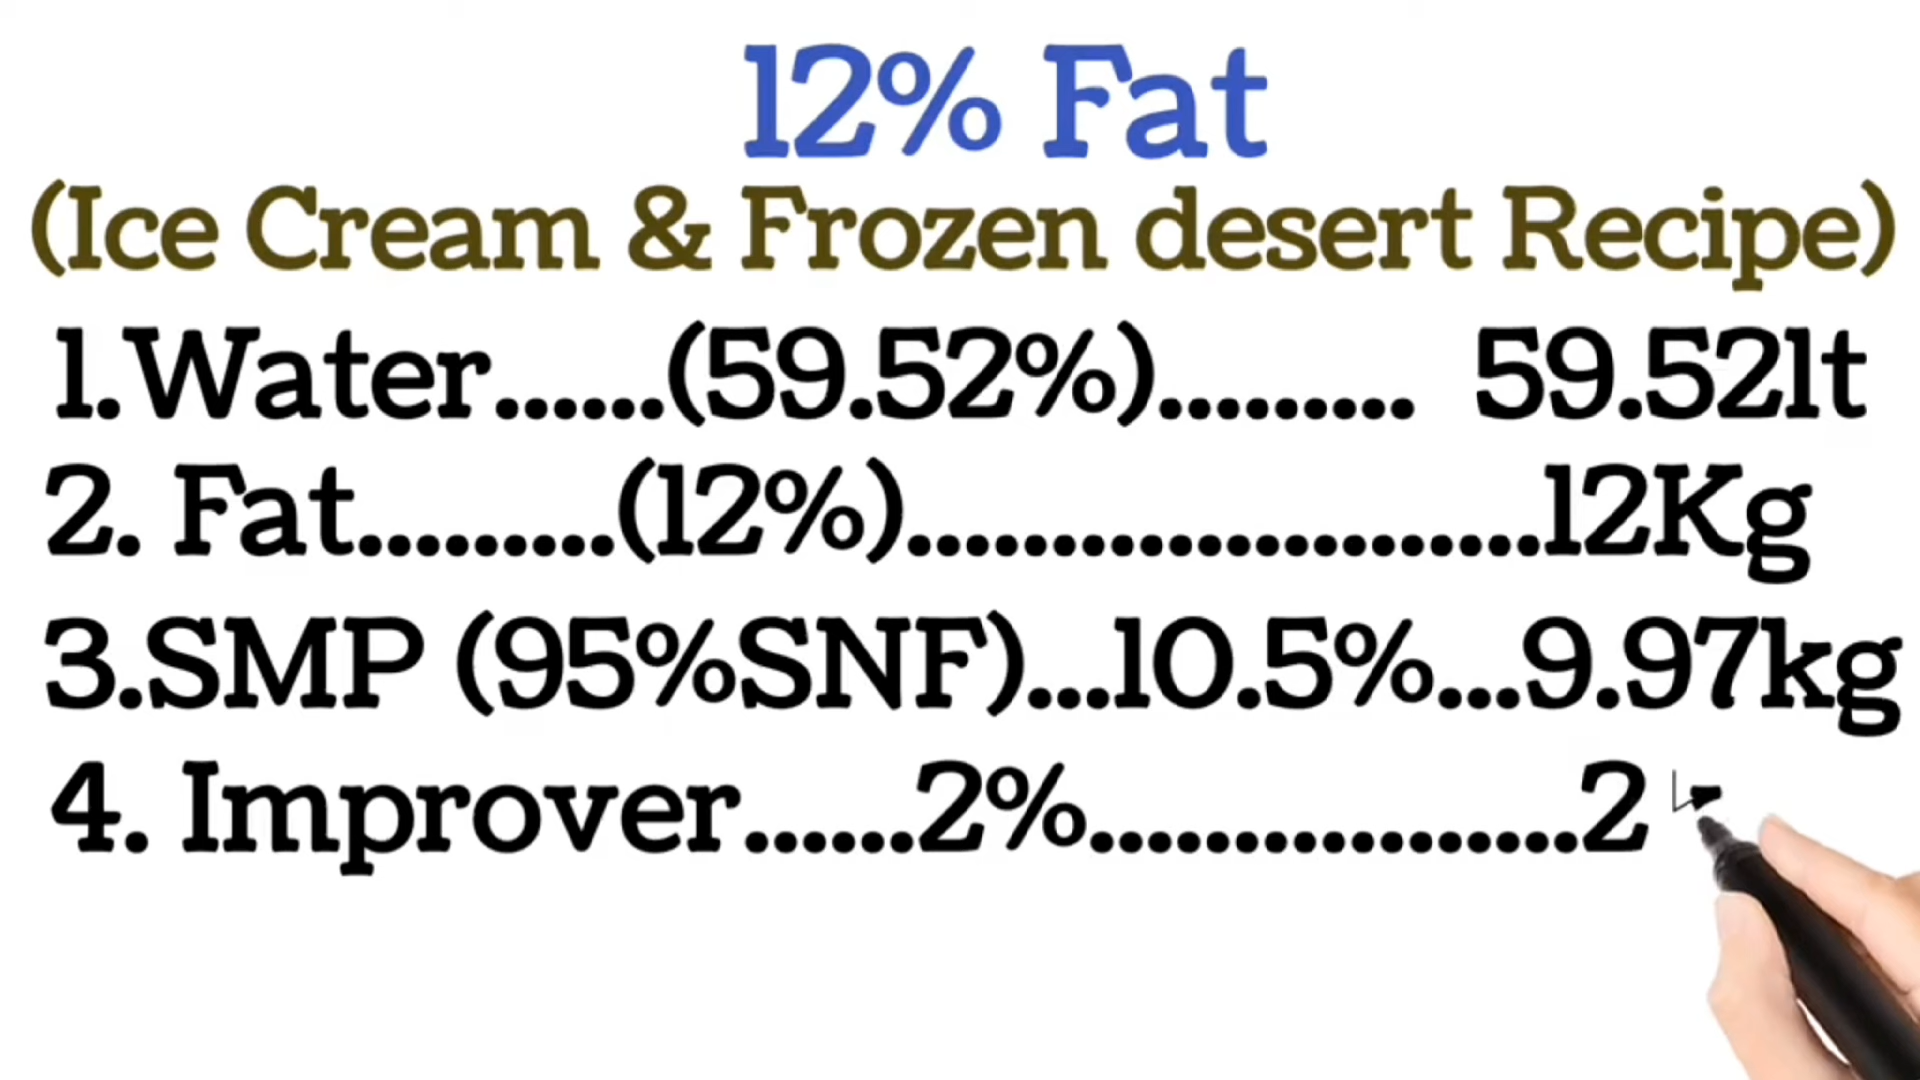 12% Fat
(Ice Cream & Frozen desert Recipe)
1.Water......(59.52%)......... 59.52lt
2. Fat.........(12%)......................12Kg
3.SMP (95%SNF)...10.5%...9.97kg
4. Improver......2%.................2